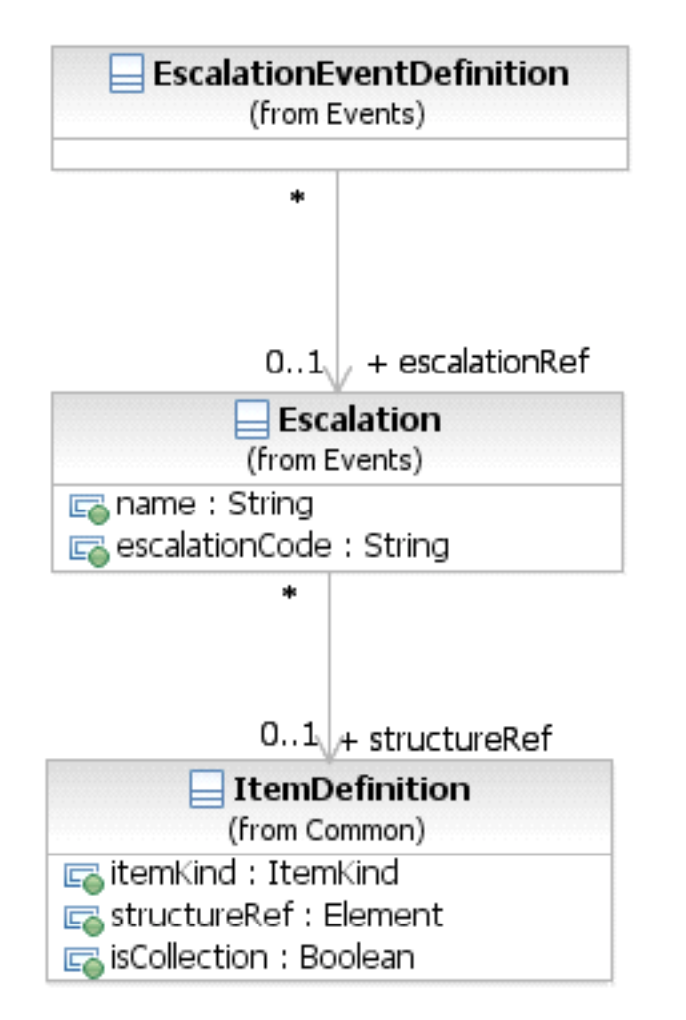 EscalationEventDefinition
(from Events)
*
0..1 + escalationRef
Escalation
(from Events)
name : String
escalationCode : String
*
0..1 + structureRef
ItemDefinition
(from Common)
itemKind : ItemKind
structureRef : Element
isCollection : Boolean